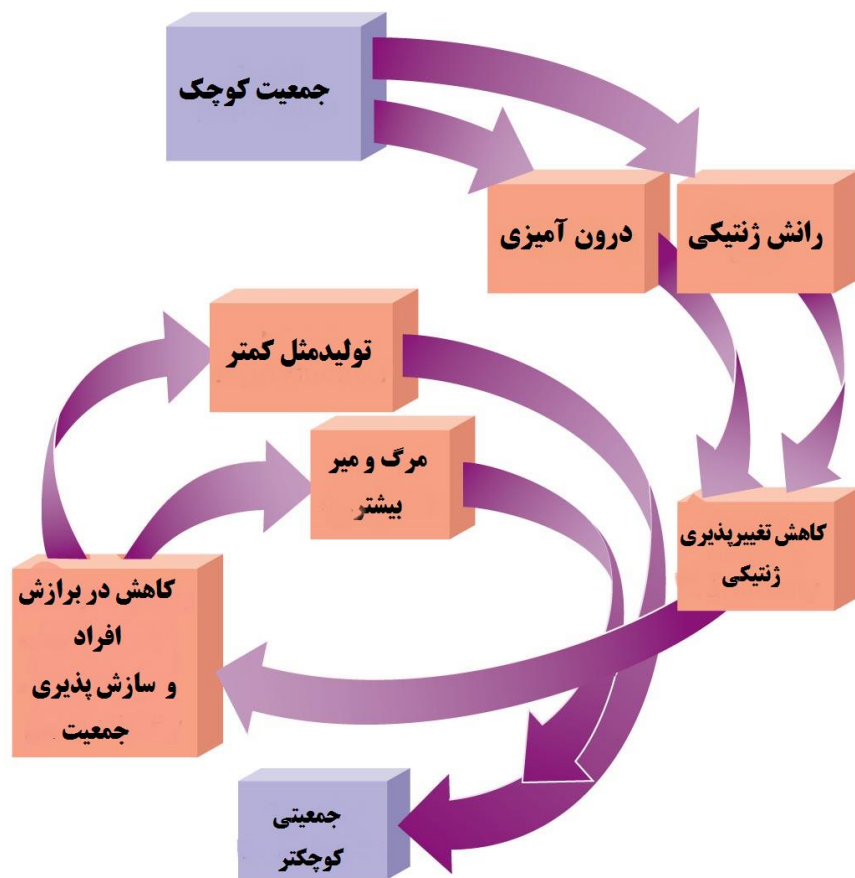 جمعیت کوچک
رانش ژنتیکی
درون آمیزی
تولیدمثل کمتر
مرگ و میر
بیشتر
کاهش تغییرپذیری
ژنتیکی
کاهش در برازش
افراد
و سازش پذیری
جمعیت
جمعیتی
کوچکتر